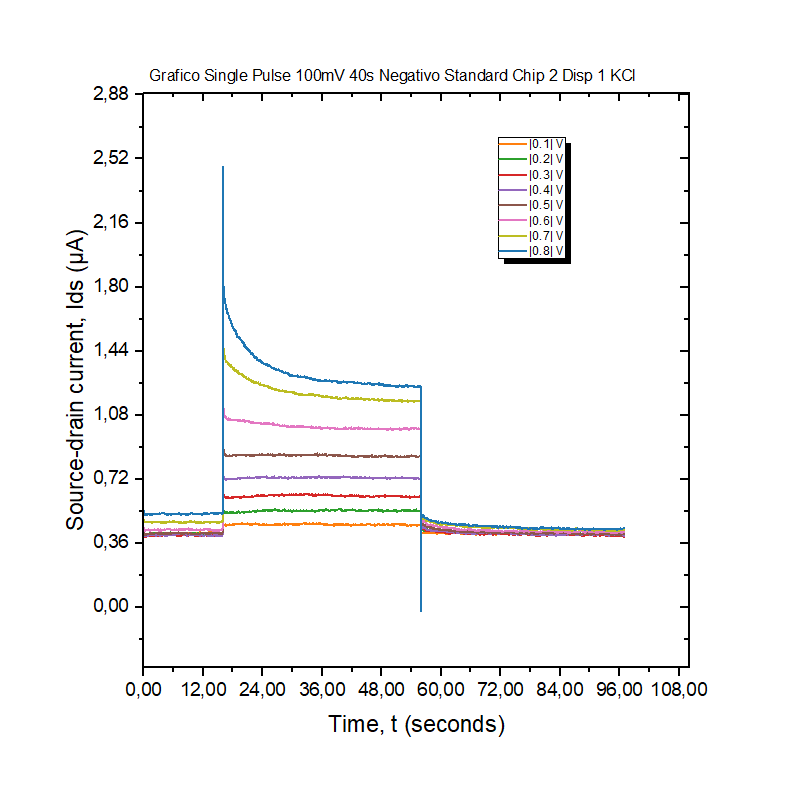 Grafico Single Pulse 100mV 40s Negativo Standard Chip 2 Disp 1 KCl
2,88
2,52
2,16
1,80
1,44
1,08
0,72
0,36
0,00
Source-drain current, Ids (μA)
|0.1| V
|0.2| V
|0.3| V
|0.4| V
|0.5| V
|0.6| V
|0.7| V
|0.8| V
0,00 12,00 24,00 36,00 48,00 60,00 72,00 84,00 96,00 108,00
Time, t (seconds)